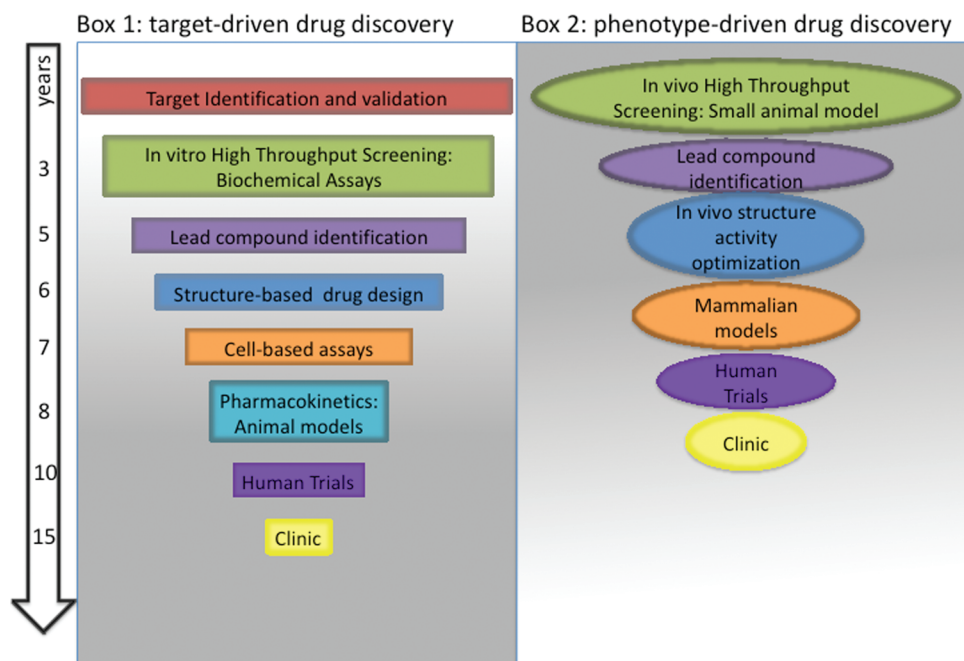 Box 1: target-driven drug discovery
Box 2: phenotype-driven drug discovery
years
3
5
6
7
8
10
15
Target Identification and validation
In vitro High Throughput Screening:
Biochemical Assays
Lead compound identification
Structure-based drug design
Cell-based assays
Pharmacokinetics:
Animal models
Human Trials
Clinic
In vivo High Throughput
Screening: Small animal model
Lead compound
identification
In vivo structure
activity
optimization
Mammalian
models
Human
Trials
Clinic